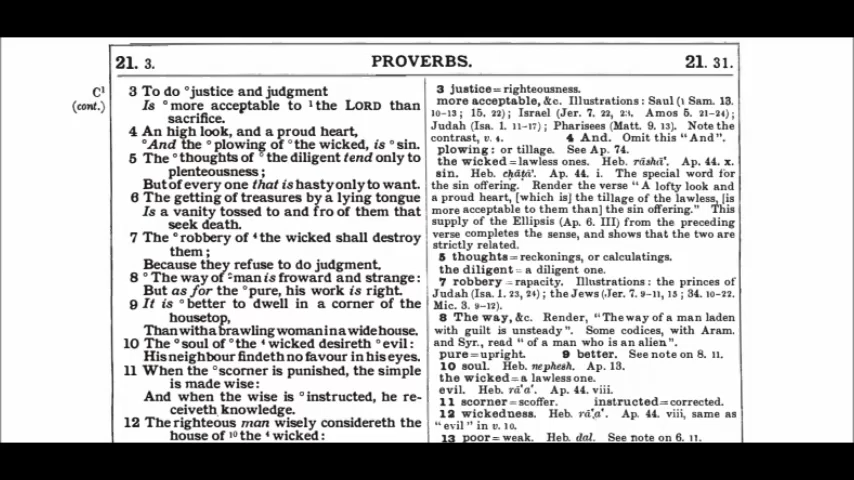 21. 3.
PROVERBS.
21. 31.
C¹
(cont.)
3 To do °justice and judgment
Is °more acceptable to ¹the LORD than
sacrifice.
4 An high look, and a proud heart,
°And the °plowing of °the wicked, is °sin.
5 The °thoughts of °the diligent tend only to
plenteousness;
But of every one that is hasty only to want.
6 The getting of treasures by a lying tongue
Is a vanity tossed to and fro of them that
seek death.
7 The °robbery of ⁴the wicked shall destroy
them;
Because they refuse to do judgment.
8 °The way of man is froward and strange:
But as for the °pure, his work is right.
9 It is °better to dwell in a corner of the
housetop,
Than with a brawling woman in a wide house.
10 The °soul of °the ⁴wicked desireth °evil:
His neighbour findeth no favour in his eyes.
11 When the °scorner is punished, the simple
is made wise:
And when the wise is °instructed, he re-
ceiveth knowledge.
12 The righteous man wisely considereth the
house of ¹⁰the ⁴wicked:
3 justice=righteousness.
more acceptable, &c. Illustrations: Saul (1 Sam. 13.
10-13; 15. 22); Israel (Jer. 7. 22, 23. Amos 5. 21-24);
Judah (Isa. 1. 11-17); Pharisees (Matt. 9. 13). Note the
contrast, v. 4. 4 And. Omit this "And".
plowing: or tillage. See Ap. 74.
the wicked=lawless ones. Heb. rāshā‘. Ap. 44. x.
sin. Heb. chāṭā'. Ap. 44. i. The special word for
the sin offering. Render the verse "A lofty look and
a proud heart, [which is] the tillage of the lawless, [is
more acceptable to them than] the sin offering." This
supply of the Ellipsis (Ap. 6. III) from the preceding
verse completes the sense, and shows that the two are
strictly related.
5 thoughts=reckonings, or calculatings.
the diligent=a diligent one.
7 robbery=rapacity. Illustrations: the princes of
Judah (Isa. 1. 23, 24); the Jews (Jer. 7. 9-11, 15; 34. 10-22.
Mic. 3. 9-12).
8 The way, &c. Render, "The way of a man laden
with guilt is unsteady". Some codices, with Aram.
and Syr., read "of a man who is an alien".
pure=upright. 9 better. See note on 8. 11.
10 soul. Heb. nephesh. Ap. 13.
the wicked=a lawless one.
evil. Heb. rā‘a‘. Ap. 44. viii.
11 scorner=scoffer. instructed=corrected.
12 wickedness. Heb. rā‘a‘. Ap. 44. viii, same as
"evil" in v. 10.
13 poor=weak. Heb. dal. See note on 6. 11.